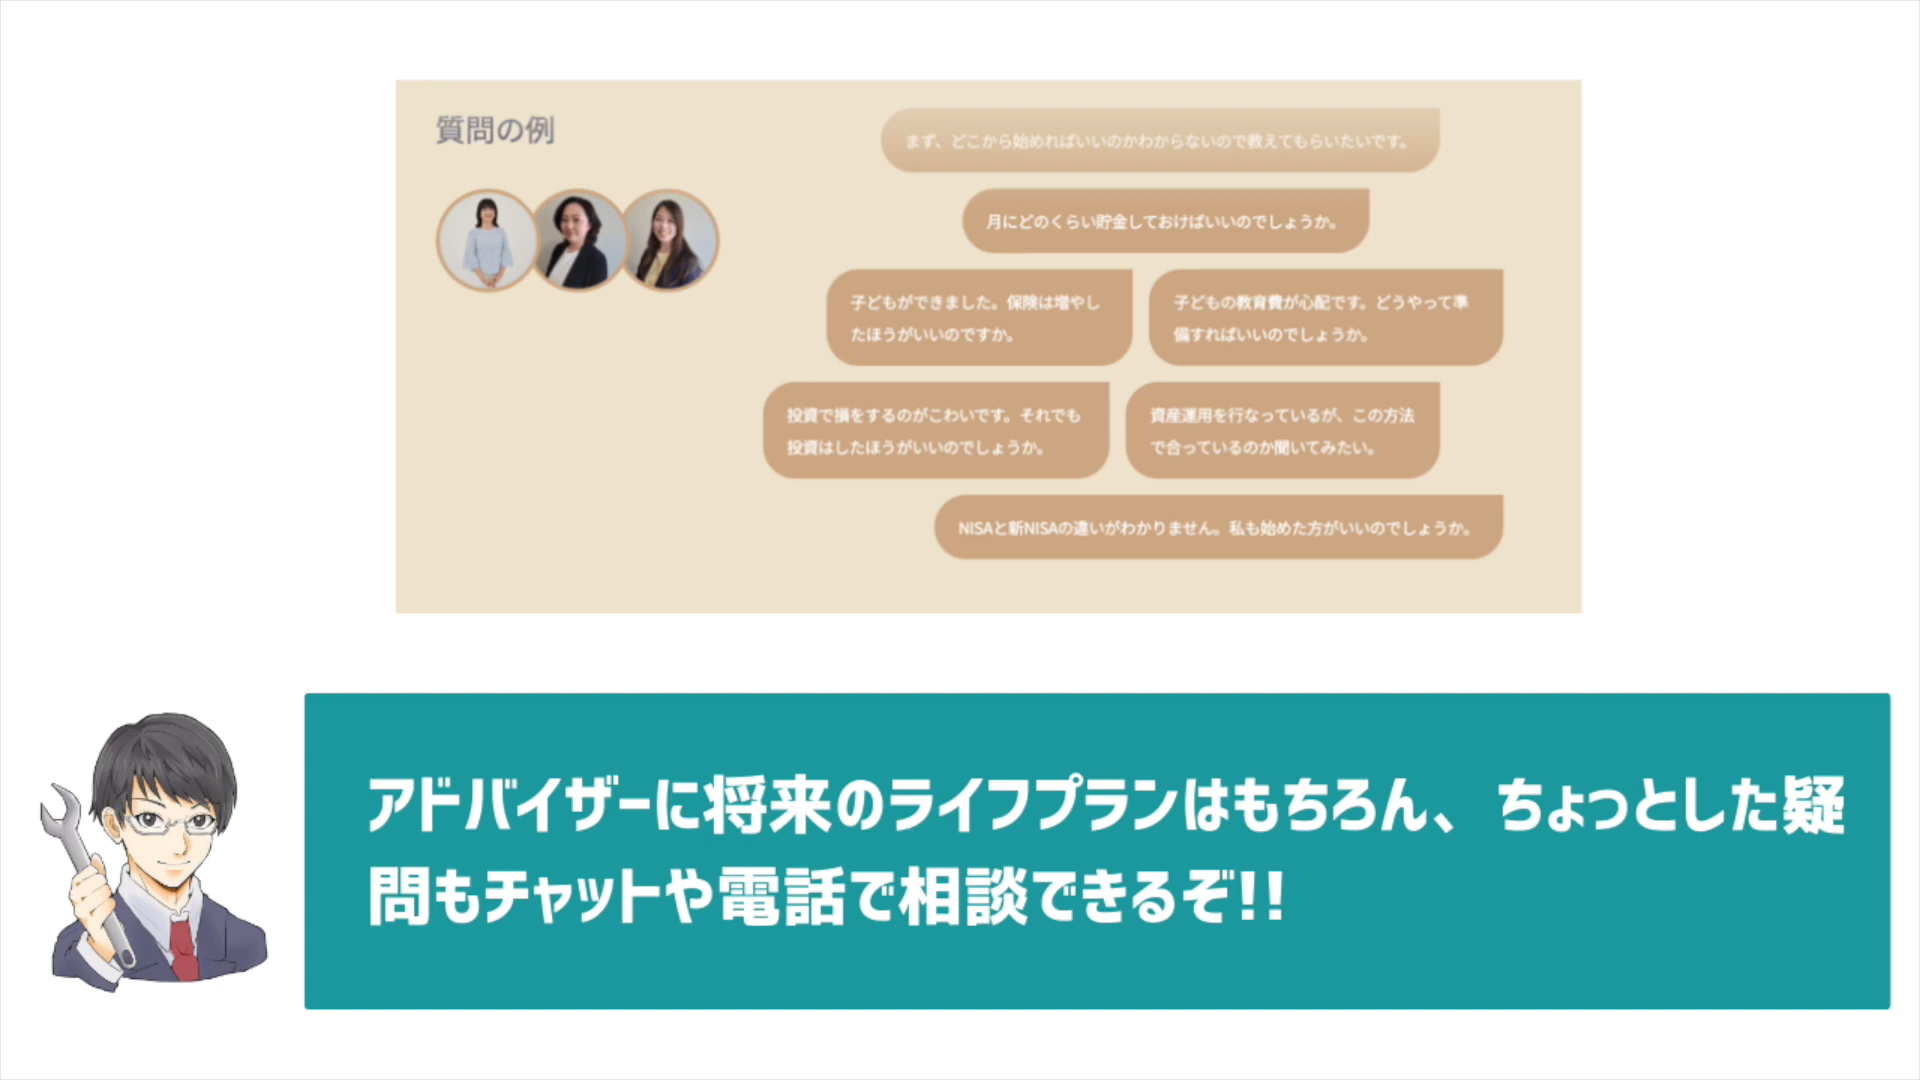 質問の例
まず、どこから始めればいいのかわからないので教えてもらいたいです。
月にどのくらい貯金しておけばいいのでしょうか。
子どもができました。保険は増やし
たほうがいいのですか。
子どもの教育費が心配です。どうやって準
備すればいいのでしょうか。
投資で損をするのがこわいです。それでも
投資はしたほうがいいのでしょうか。
資産運用を行なっているが、この方法
で合っているのか聞いてみたい。
NISAと新NISAの違いがわかりません。私も始めた方がいいのでしょうか。
アドバイザーに将来のライフプランはもちろん、ちょっとした疑
問もチャットや電話で相談できるぞ!!